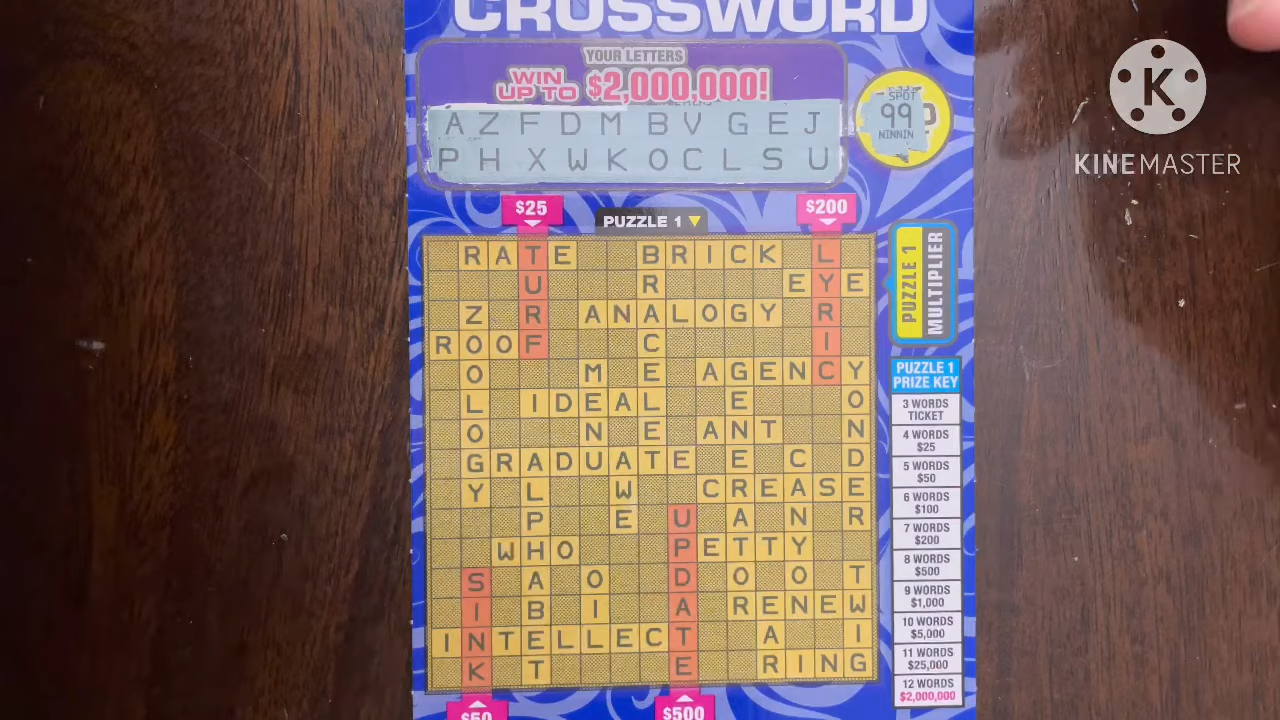 CROSSWORD
YOUR LETTERS
WIN UP TO $2,000,000!
A Z F D M B V G E J
P H X W K O C L S U
SPOT
99
NINNIN
K
KINEMASTER
$25
PUZZLE 1
$200
PUZZLE 1 MULTIPLIER
R A T E B R I C K L
U R E Y E
Z R A N A L O G Y R
R O O F C I
O M E A G E N C Y
L I D E A L E O
O N E A N T N
G R A D U A T E E C D
Y L W C R E A S E
P E U A N R
W H O P E T T Y
S A O D O O T
I B I A R E N E W
I N T E L L E C T A I
K T E R I N G
PUZZLE 1
PRIZE KEY
3 WORDS
TICKET
4 WORDS
$25
5 WORDS
$50
6 WORDS
$100
7 WORDS
$200
8 WORDS
$500
9 WORDS
$1,000
10 WORDS
$5,000
11 WORDS
$25,000
12 WORDS
$2,000,000
$50
$500